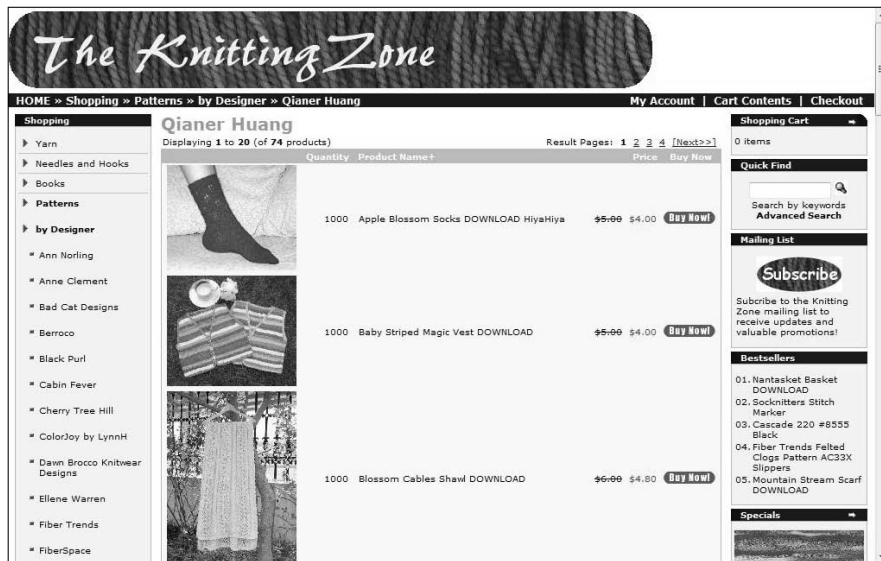 The Knitting Zone
HOME » Shopping » Patterns » by Designer » Qianer Huang
My Account | Cart Contents | Checkout
Shopping
Yarn
Needles and Hooks
Books
Patterns
by Designer
Ann Norling
Anne Clement
Bad Cat Designs
Berroco
Black Purl
Cabin Fever
Cherry Tree Hill
ColorJoy by LynnH
Dawn Brocco Knitwear
Designs
Ellene Warren
Fiber Trends
FiberSpace
Qianer Huang
Displaying 1 to 20 (of 74 products)
Result Pages: 1 2 3 4 [Next>>]
Quantity Product Name+ Price Buy Now
1000 Apple Blossom Socks DOWNLOAD HiyaHiya $5.00 $4.00 Buy Now!
1000 Baby Striped Magic Vest DOWNLOAD $5.00 $4.00 Buy Now!
1000 Blossom Cables Shawl DOWNLOAD $6.00 $4.80 Buy Now!
Shopping Cart
0 items
Quick Find
Search by keywords
Advanced Search
Mailing List
Subscribe
Subcribe to the Knitting
Zone mailing list to
receive updates and
valuable promotions!
Bestsellers
01. Nantasket Basket
DOWNLOAD
02. Socknitters Stitch
Marker
03. Cascade 220 #8555
Black
04. Fiber Trends Felted
Clogs Pattern AC33X
Slippers
05. Mountain Stream Scarf
DOWNLOAD
Specials